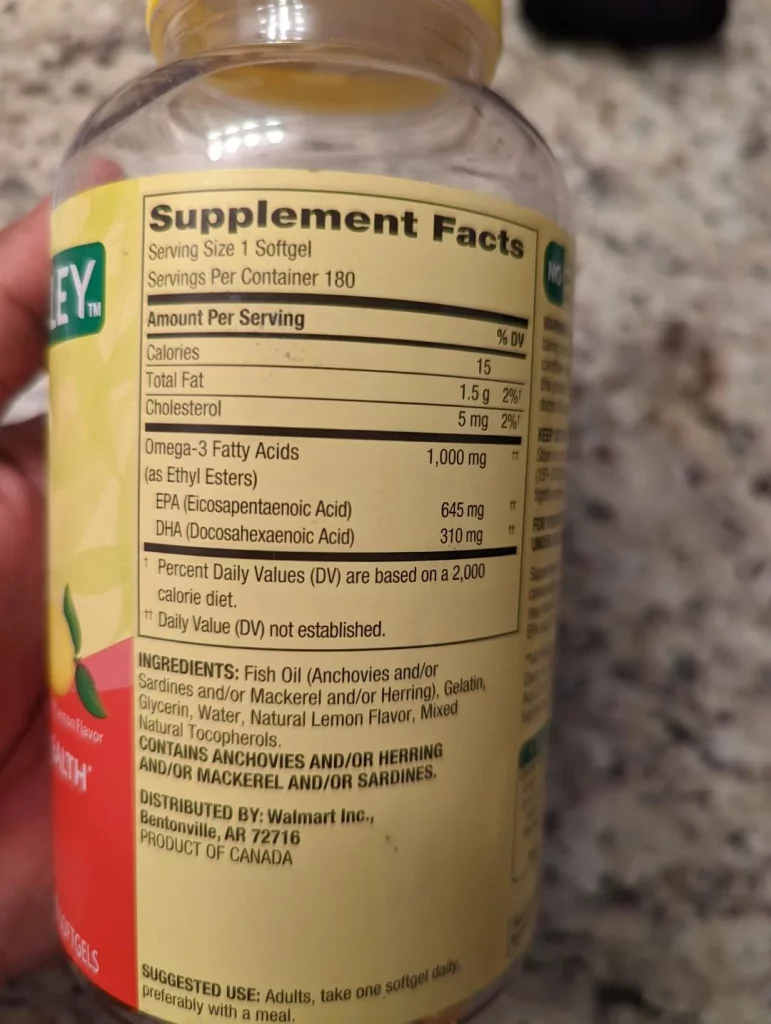 LEY™
Supplement Facts
Serving Size 1 Softgel
Servings Per Container 180
Amount Per Serving
% DV
Calories 15
Total Fat 1.5 g 2%†
Cholesterol 5 mg 2%†
Omega-3 Fatty Acids 1,000 mg ††
(as Ethyl Esters)
EPA (Eicosapentaenoic Acid) 645 mg ††
DHA (Docosahexaenoic Acid) 310 mg ††
† Percent Daily Values (DV) are based on a 2,000
calorie diet.
†† Daily Value (DV) not established.
INGREDIENTS: Fish Oil (Anchovies and/or
Sardines and/or Mackerel and/or Herring), Gelatin,
Glycerin, Water, Natural Lemon Flavor, Mixed
Natural Tocopherols.
CONTAINS ANCHOVIES AND/OR HERRING
AND/OR MACKEREL AND/OR SARDINES.
DISTRIBUTED BY: Walmart Inc.,
Bentonville, AR 72716
PRODUCT OF CANADA
SUGGESTED USE: Adults, take one softgel daily,
preferably with a meal.
Flavor
ALTH*
SOFTGELS
NO
KEEP